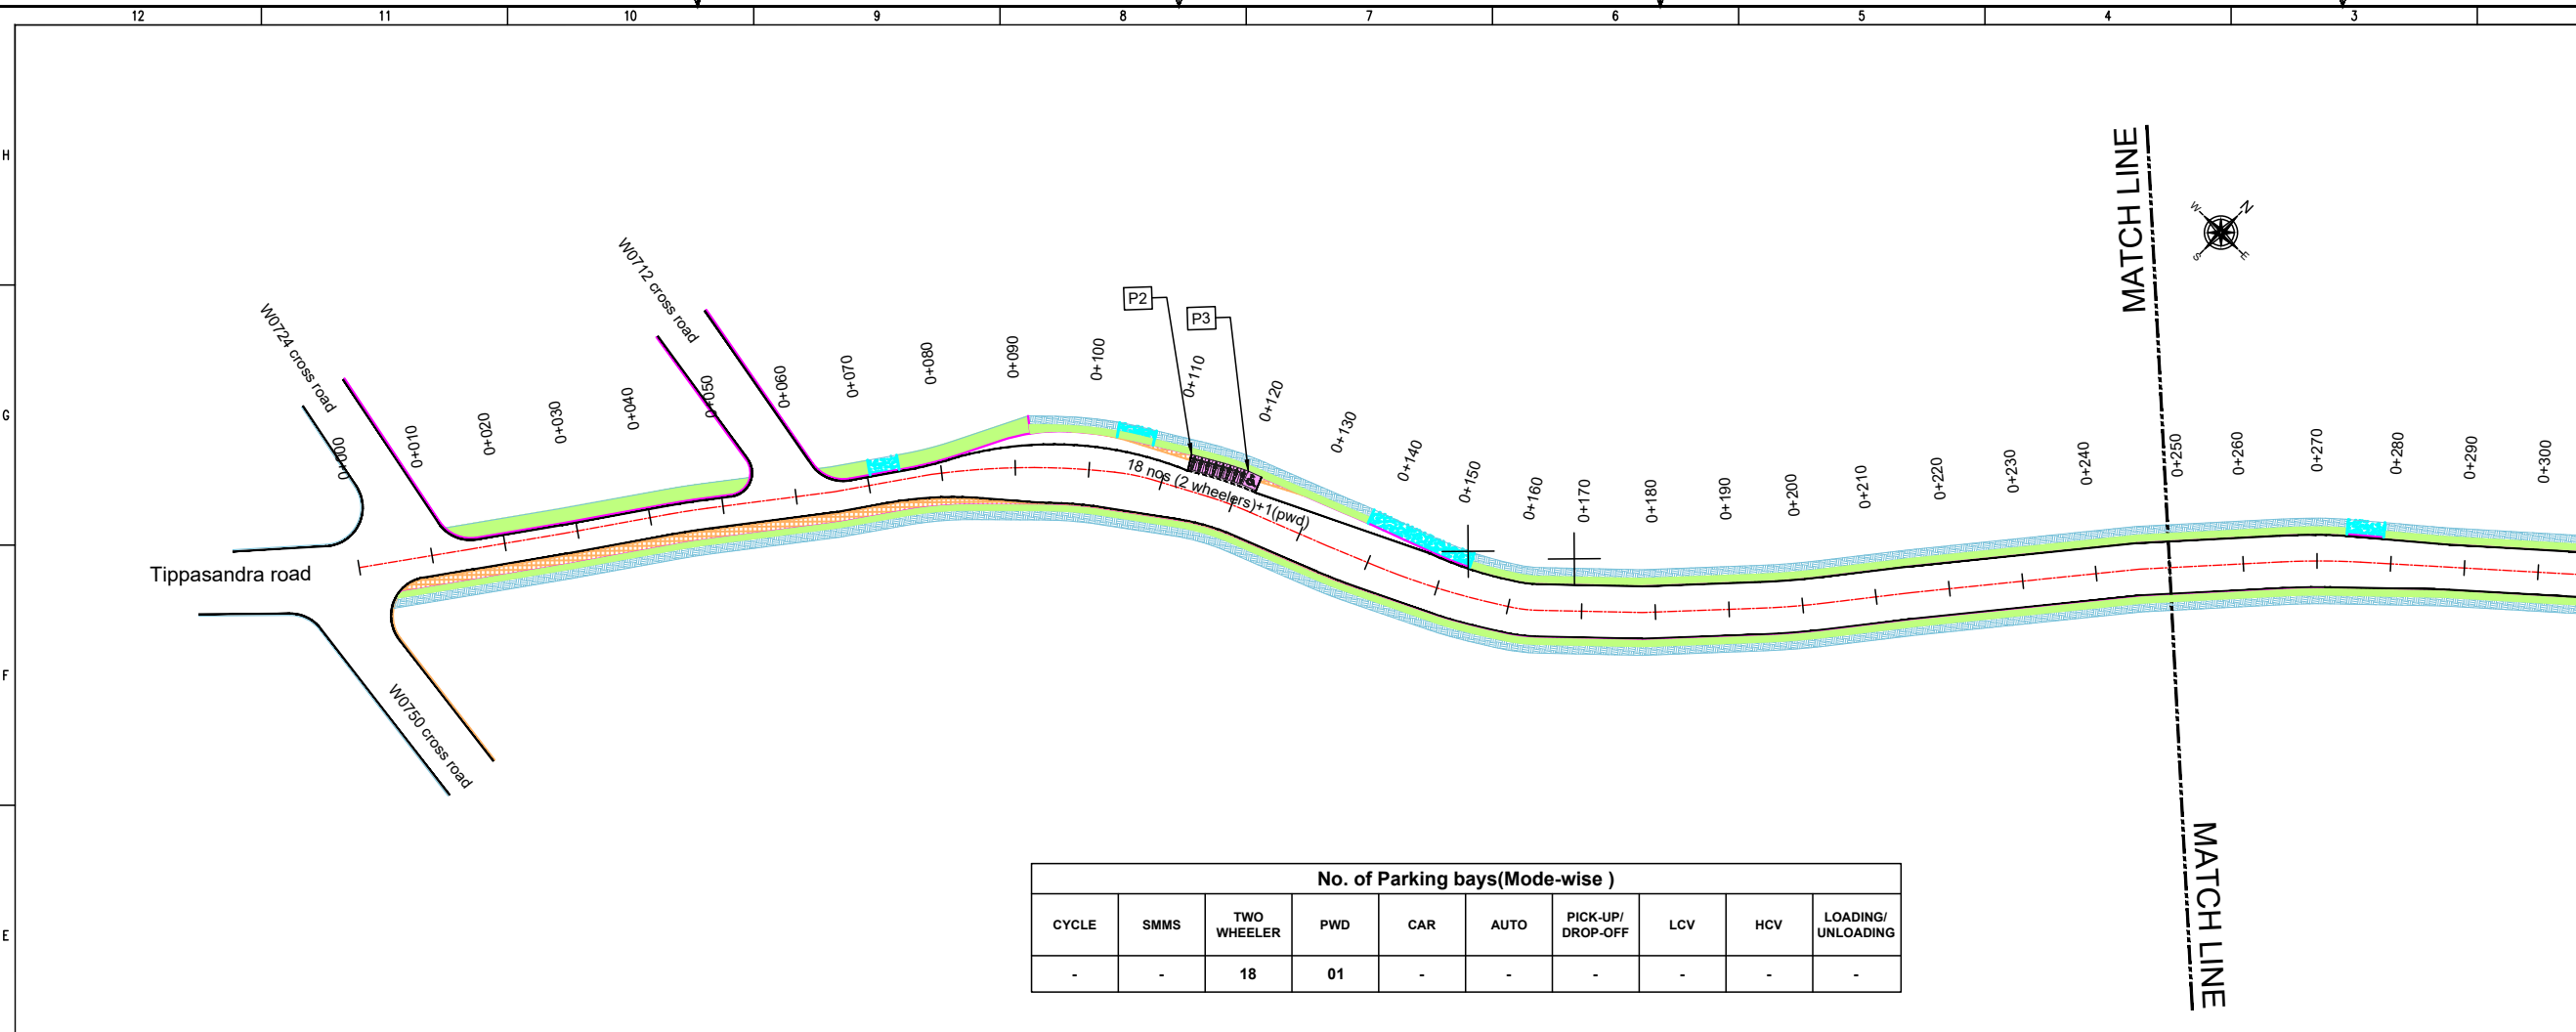 12 11 10 9 8 7 6 5 4 3
H
G
F
E
MATCH LINE
W N
S E
W0712 cross road
W0724 cross road
P2
P3
0+000 0+010 0+020 0+030 0+040 0+050 0+060 0+070 0+080 0+090 0+100 0+110 0+120 0+130 0+140 0+150 0+160 0+170 0+180 0+190 0+200 0+210 0+220 0+230 0+240 0+250 0+260 0+270 0+280 0+290 0+300
18 nos (2 wheelers)+1(pwd)
Tippasandra road
W0750 cross road
MATCH LINE
No. of Parking bays(Mode-wise )
CYCLE SMMS TWO WHEELER PWD CAR AUTO PICK-UP/ DROP-OFF LCV HCV LOADING/ UNLOADING
- - 18 01 - - - - - -